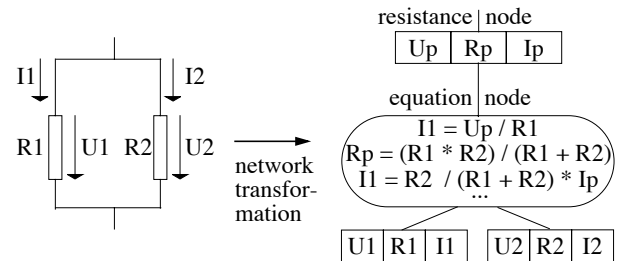 I1
I2
R1
U1
R2
U2
network
transfor-
mation
resistance node
Up Rp Ip
equation node
I1 = Up / R1
Rp = (R1 * R2) / (R1 + R2)
I1 = R2 / (R1 + R2) * Ip
...
U1 R1 I1
U2 R2 I2